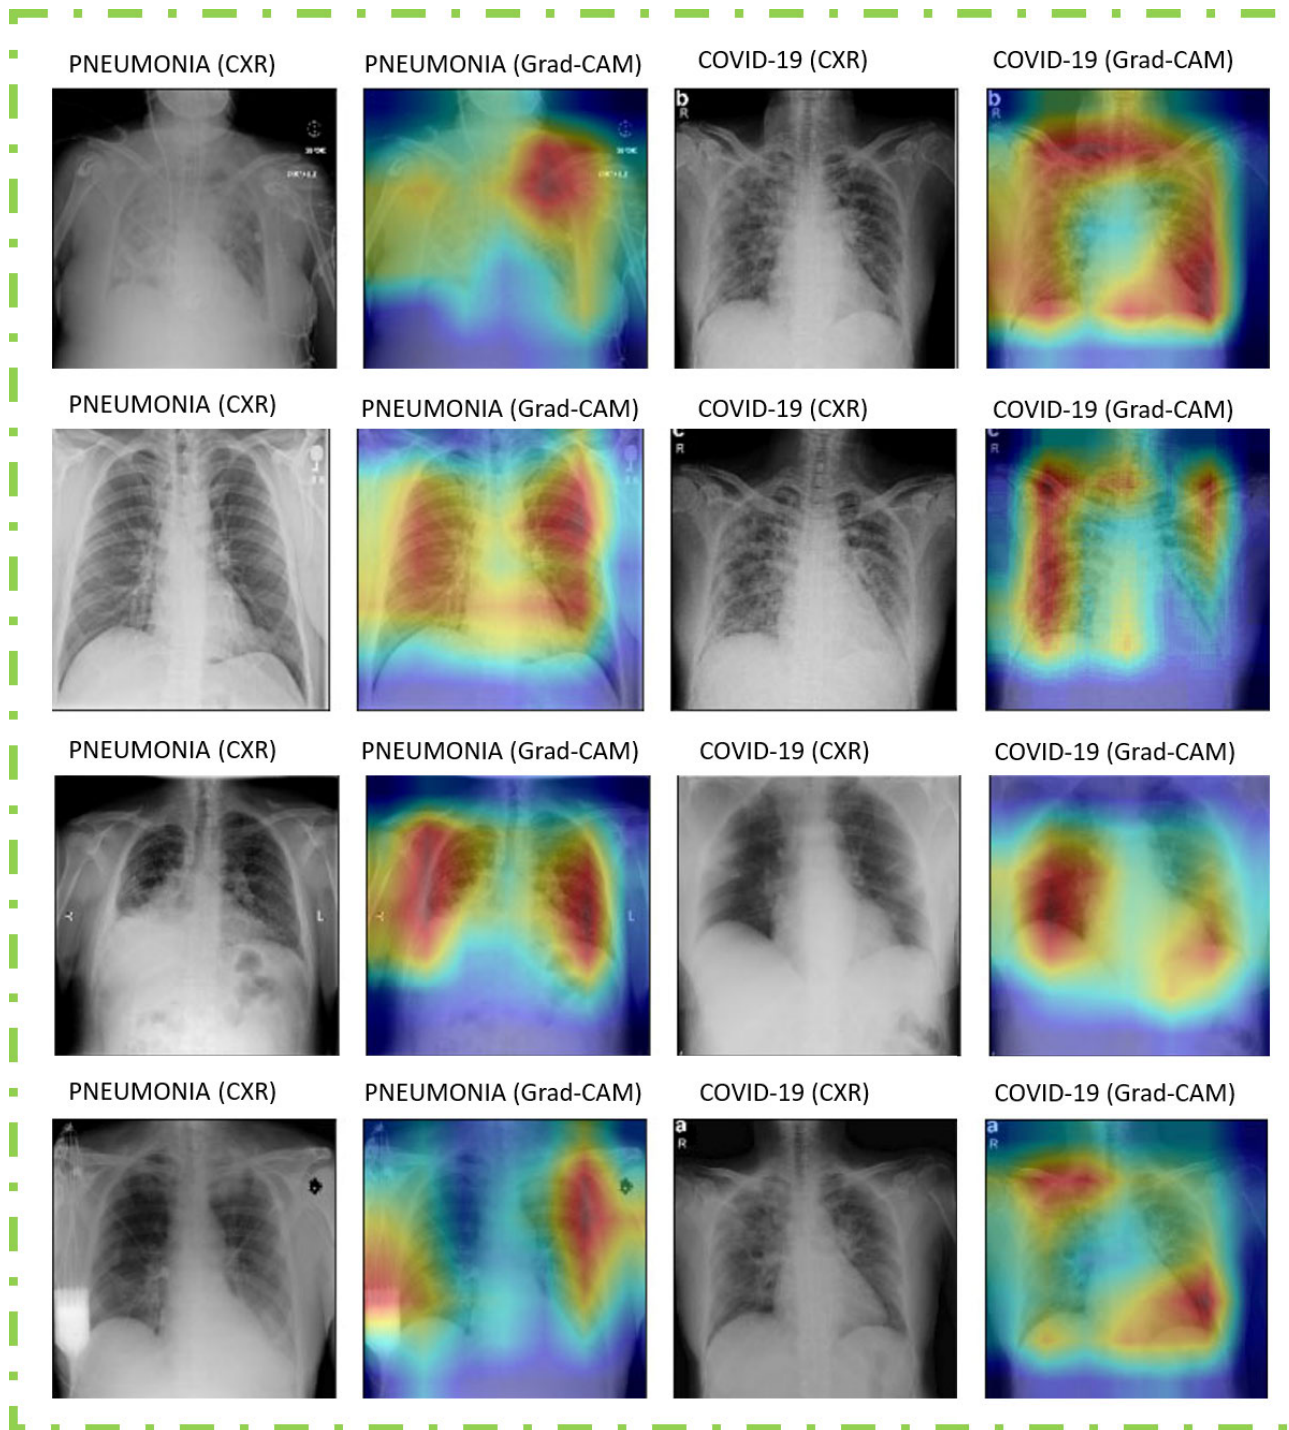 PNEUMONIA (CXR) PNEUMONIA (Grad-CAM) COVID-19 (CXR) COVID-19 (Grad-CAM)
b b
R R
PNEUMONIA (CXR) PNEUMONIA (Grad-CAM) COVID-19 (CXR) COVID-19 (Grad-CAM)
c c
R R
PNEUMONIA (CXR) PNEUMONIA (Grad-CAM) COVID-19 (CXR) COVID-19 (Grad-CAM)
L L
PNEUMONIA (CXR) PNEUMONIA (Grad-CAM) COVID-19 (CXR) COVID-19 (Grad-CAM)
a a
R R